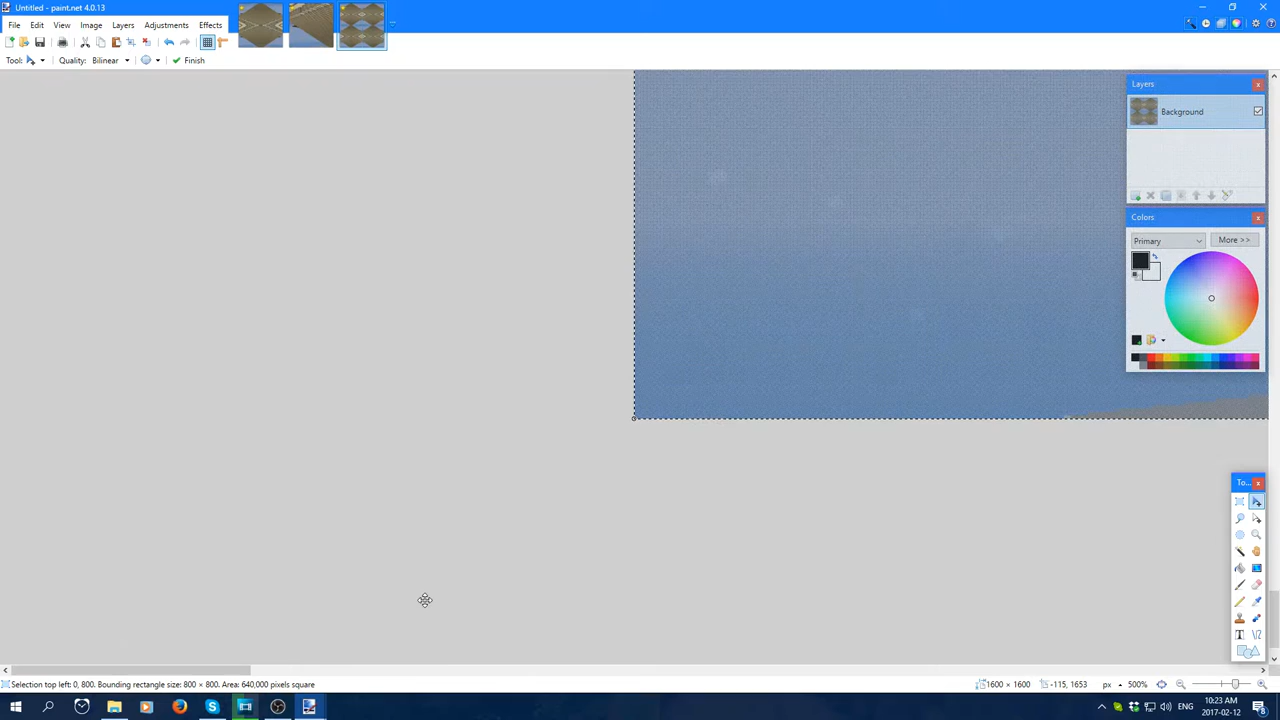 Untitled - paint.net 4.0.13
File Edit View Image Layers Adjustments Effects
Tool: Quality: Bilinear Finish
Layers
Background
Colors
Primary More >>
To...
Selection top left: 0, 800. Bounding rectangle size: 800 × 800. Area: 640,000 pixels square
1600 × 1600 -115, 1653 px 500%
ENG 10:23 AM
2017-02-12 8